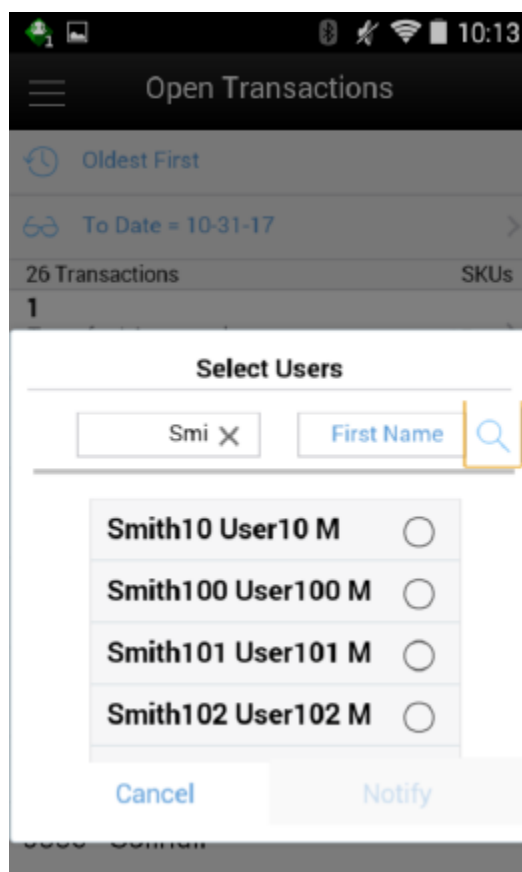 1 10:13
Open Transactions
Oldest First
To Date = 10-31-17
26 Transactions SKUs
1
Select Users
Smi First Name
Smith10 User10 M
Smith100 User100 M
Smith101 User101 M
Smith102 User102 M
Cancel Notify